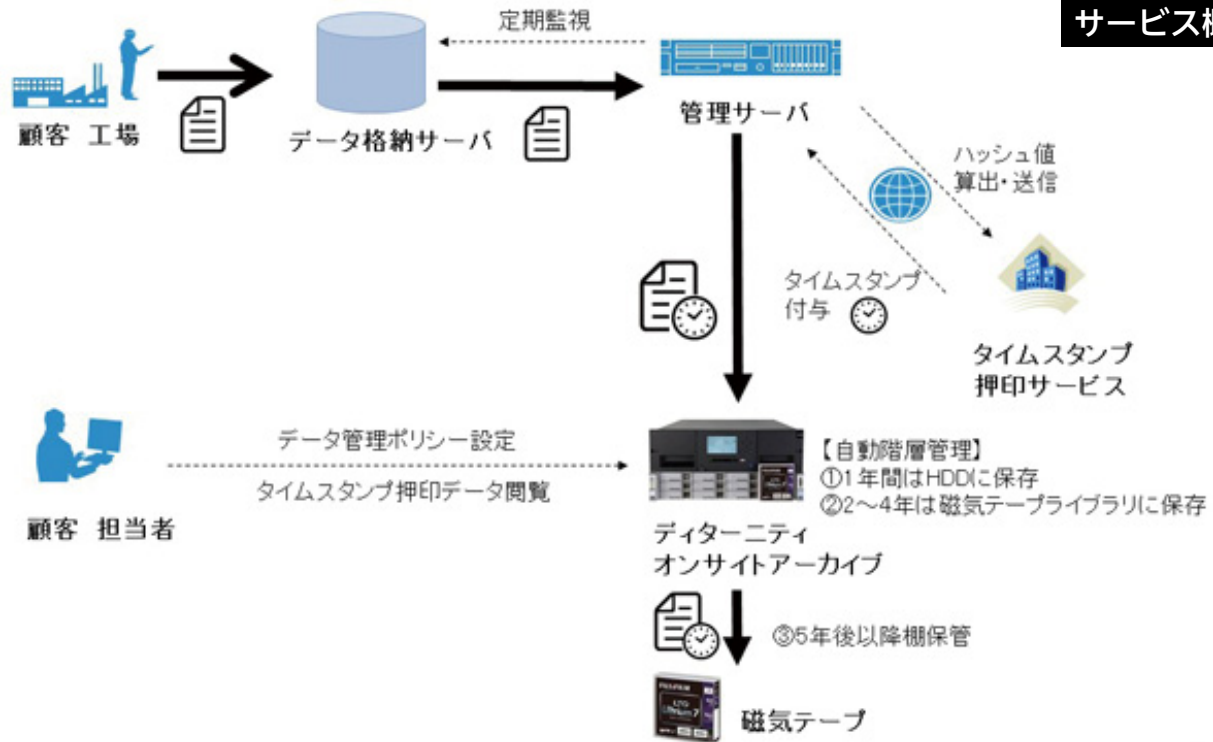 サービス機
定期監視
顧客 工場
データ格納サーバ
管理サーバ
ハッシュ値
算出・送信
タイムスタンプ
付与
タイムスタンプ
押印サービス
データ管理ポリシー設定
タイムスタンプ押印データ閲覧
顧客 担当者
【自動階層管理】
①1年間はHDDに保存
②2～4年は磁気テープライブラリに保存
ディターニティ
オンサイトアーカイブ
③5年後以降棚保管
FUJIFILM
LTO
Ultrium 7
磁気テープ